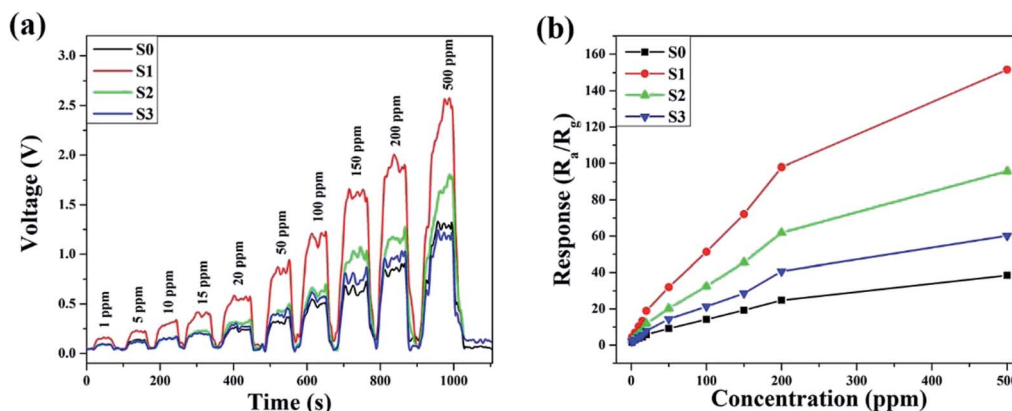 (a)
S0
S1
S2
S3
3.0
2.5
2.0
1.5
1.0
0.5
0.0
Voltage (V)
1 ppm
5 ppm
10 ppm
15 ppm
20 ppm
50 ppm
100 ppm
150 ppm
200 ppm
500 ppm
0 200 400 600 800 1000
Time (s)
(b)
S0
S1
S2
S3
160
140
120
100
80
60
40
20
0
Response (Ra/Rg)
0 100 200 300 400 500
Concentration (ppm)